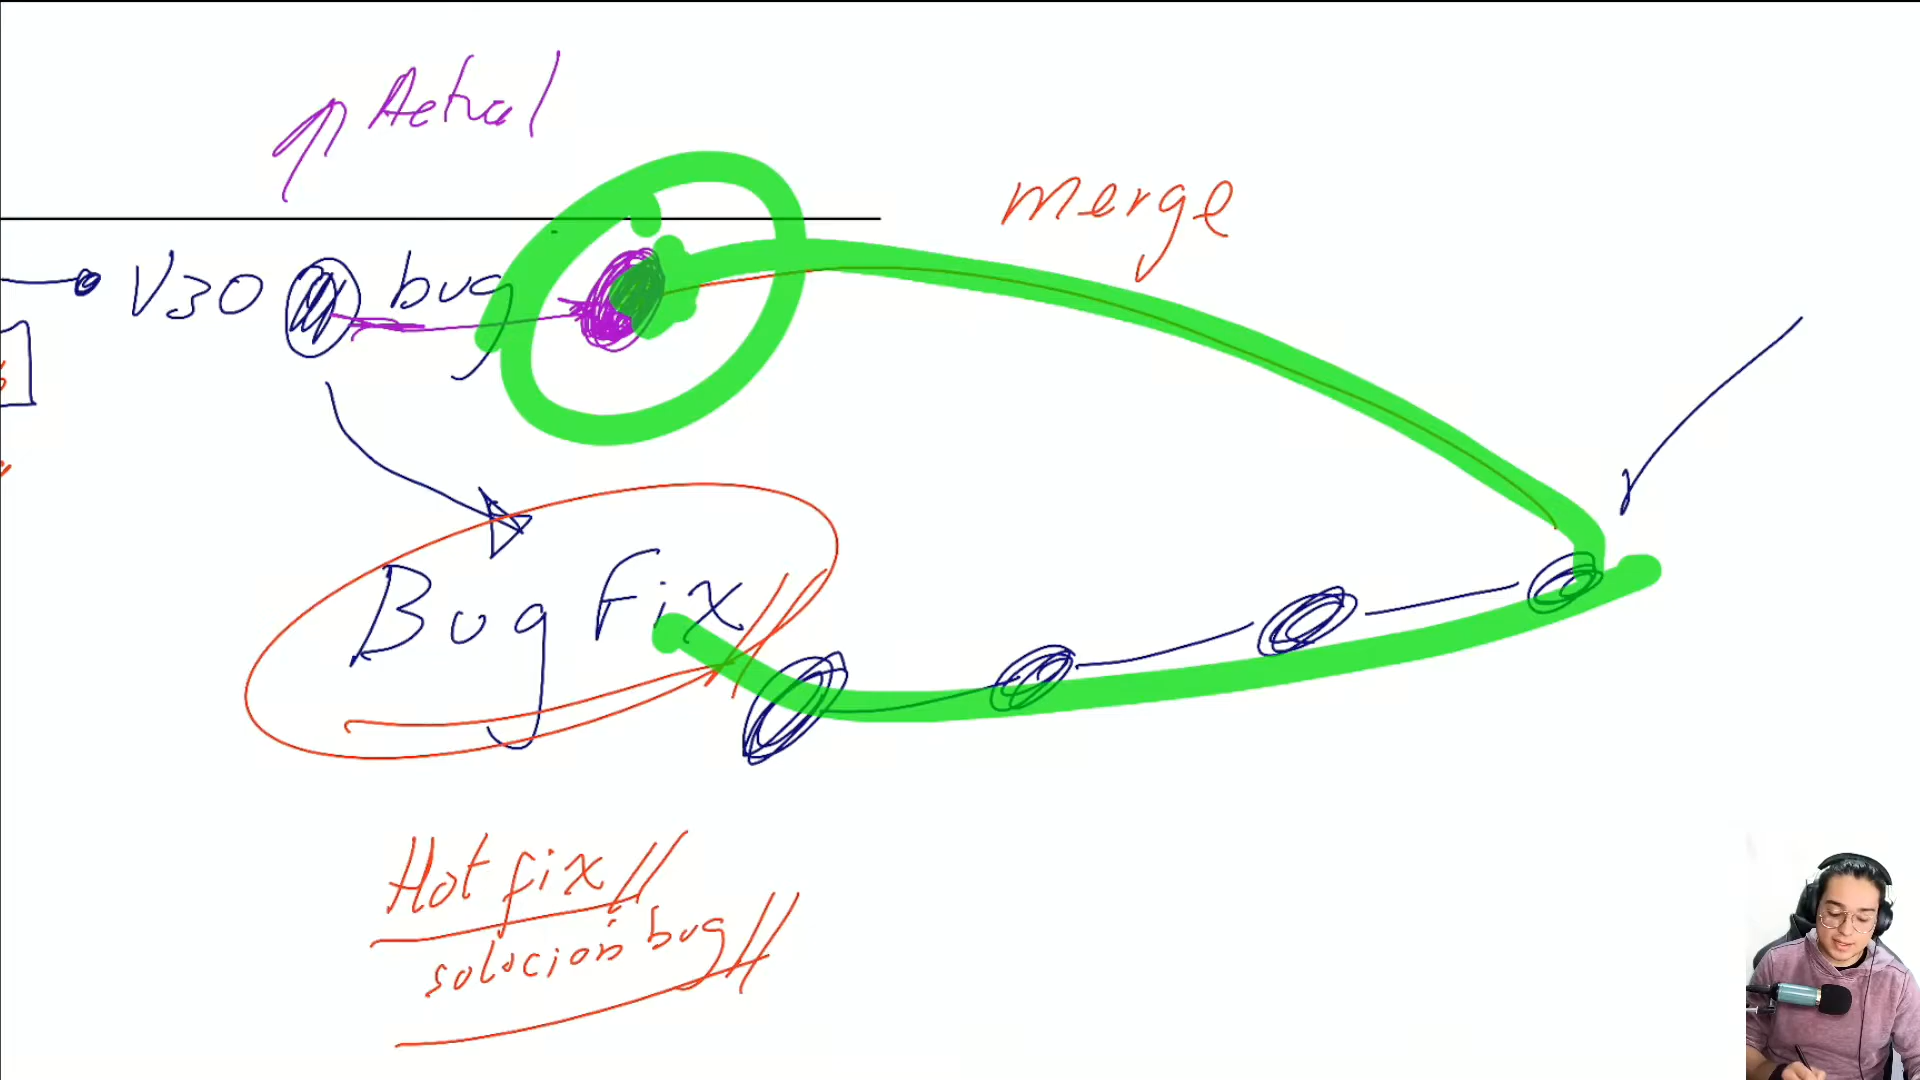 Actual
merge
V30 bug
Bug Fix
Hot fix
solución bug